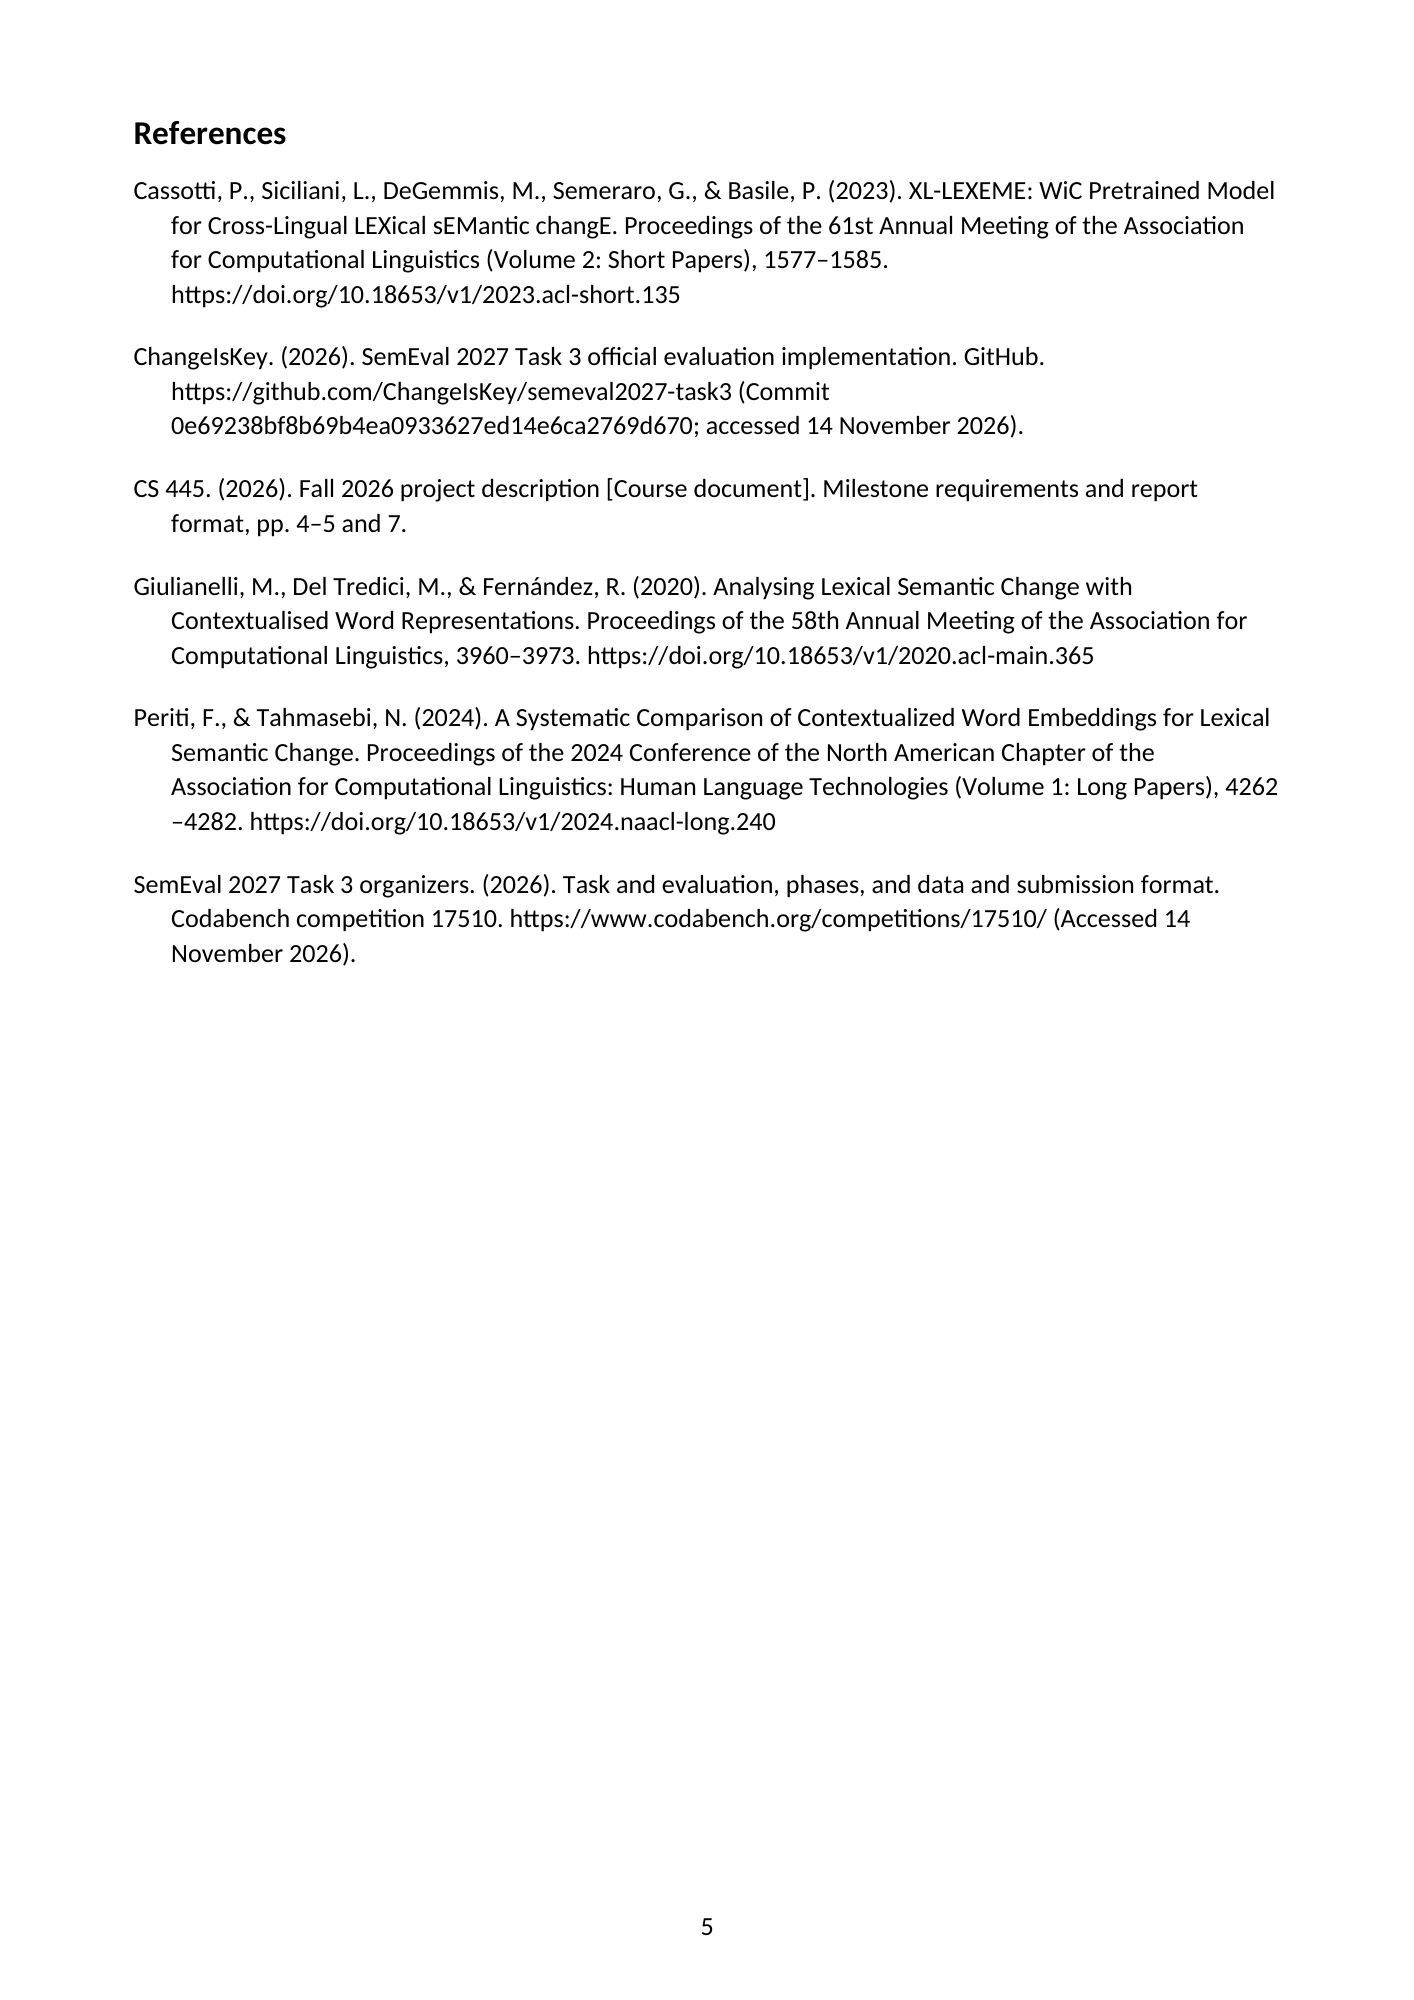 References
Cassotti, P., Siciliani, L., DeGemmis, M., Semeraro, G., & Basile, P. (2023). XL-LEXEME: WiC Pretrained Model
for Cross-Lingual LEXical sEMantic changE. Proceedings of the 61st Annual Meeting of the Association
for Computational Linguistics (Volume 2: Short Papers), 1577–1585.
https://doi.org/10.18653/v1/2023.acl-short.135
ChangeIsKey. (2026). SemEval 2027 Task 3 official evaluation implementation. GitHub.
https://github.com/ChangeIsKey/semeval2027-task3 (Commit
0e69238bf8b69b4ea0933627ed14e6ca2769d670; accessed 14 November 2026).
CS 445. (2026). Fall 2026 project description [Course document]. Milestone requirements and report
format, pp. 4–5 and 7.
Giulianelli, M., Del Tredici, M., & Fernández, R. (2020). Analysing Lexical Semantic Change with
Contextualised Word Representations. Proceedings of the 58th Annual Meeting of the Association for
Computational Linguistics, 3960–3973. https://doi.org/10.18653/v1/2020.acl-main.365
Periti, F., & Tahmasebi, N. (2024). A Systematic Comparison of Contextualized Word Embeddings for Lexical
Semantic Change. Proceedings of the 2024 Conference of the North American Chapter of the
Association for Computational Linguistics: Human Language Technologies (Volume 1: Long Papers), 4262
–4282. https://doi.org/10.18653/v1/2024.naacl-long.240
SemEval 2027 Task 3 organizers. (2026). Task and evaluation, phases, and data and submission format.
Codabench competition 17510. https://www.codabench.org/competitions/17510/ (Accessed 14
November 2026).
5